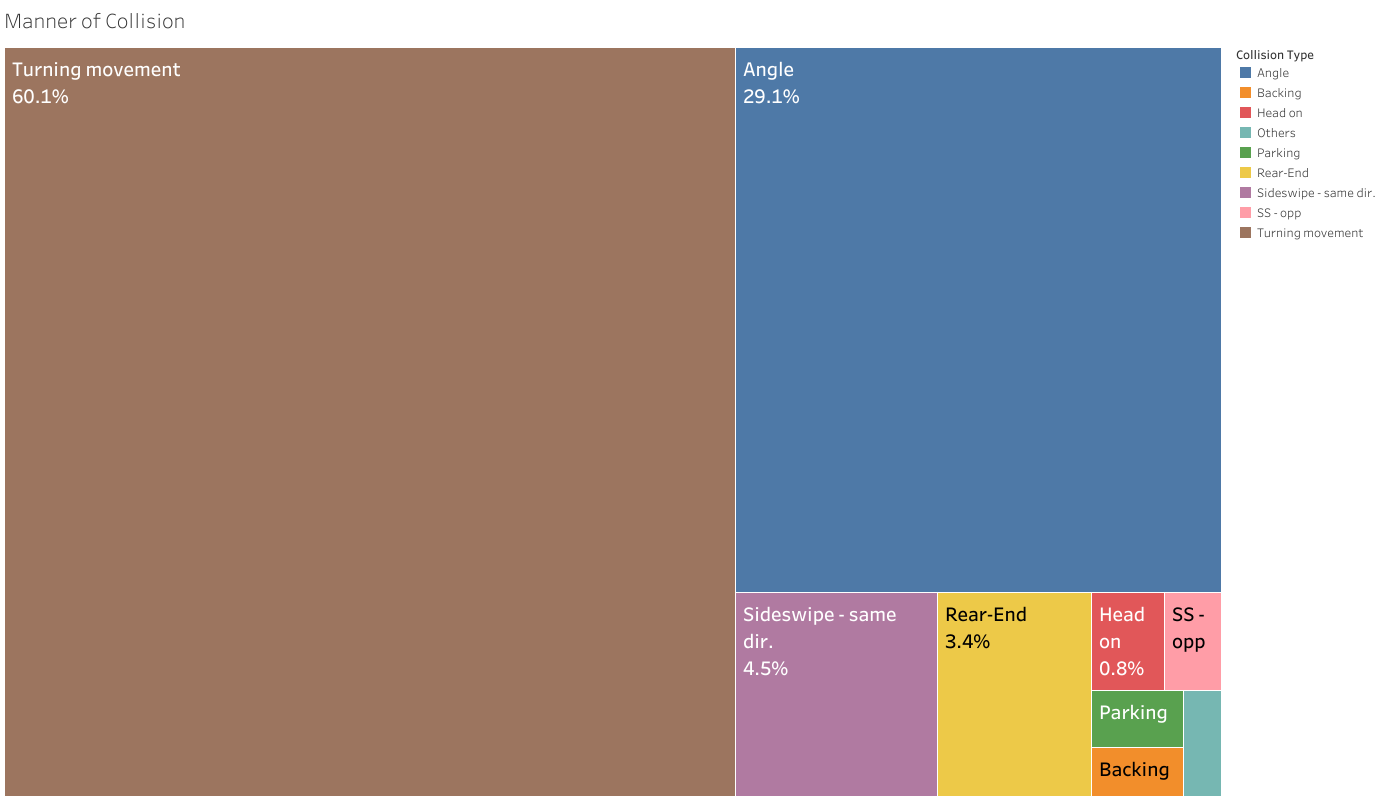 Manner of Collision
Turning movement
60.1%
Angle
29.1%
Sideswipe - same
dir.
4.5%
Rear-End
3.4%
Head
on
0.8%
SS -
opp
Parking
Backing
Collision Type
Angle
Backing
Head on
Others
Parking
Rear-End
Sideswipe - same dir.
SS - opp
Turning movement